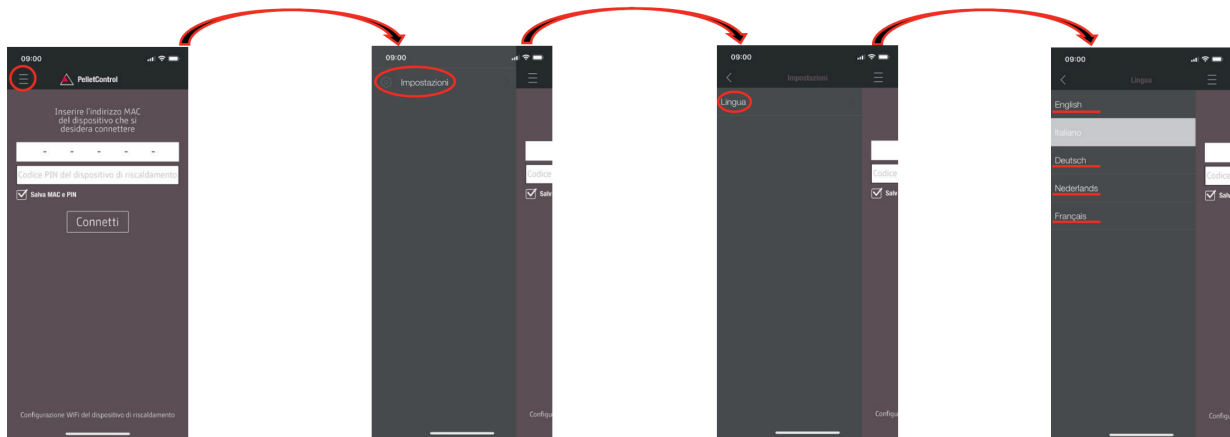 09:00
PelletControl
Inserire l'indirizzo MAC
del dispositivo che si
desidera connettere
- - - - -
Codice PIN del dispositivo di riscaldamento
Salva MAC e PIN
Connetti
Configurazione WiFi del dispositivo di riscaldamento
09:00
Impostazioni
Codice
Salv
Configu
09:00
Impostazioni
Lingua
Codice
Salv
Configu
09:00
Lingua
English
Italiano
Deutsch
Nederlands
Français
Codice
Salv
Configu